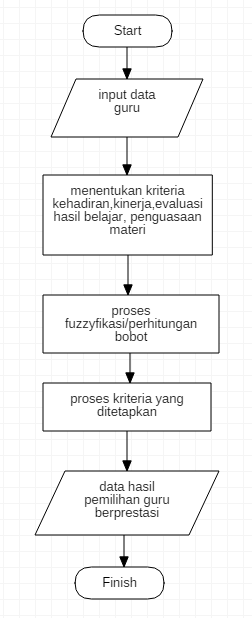 Start
input data
guru
menentukan kriteria
kehadiran,kinerja,evaluasi
hasil belajar, penguasaan
materi
proses
fuzzyfikasi/perhitungan
bobot
proses kriteria yang
ditetapkan
data hasil
pemilihan guru
berprestasi
Finish